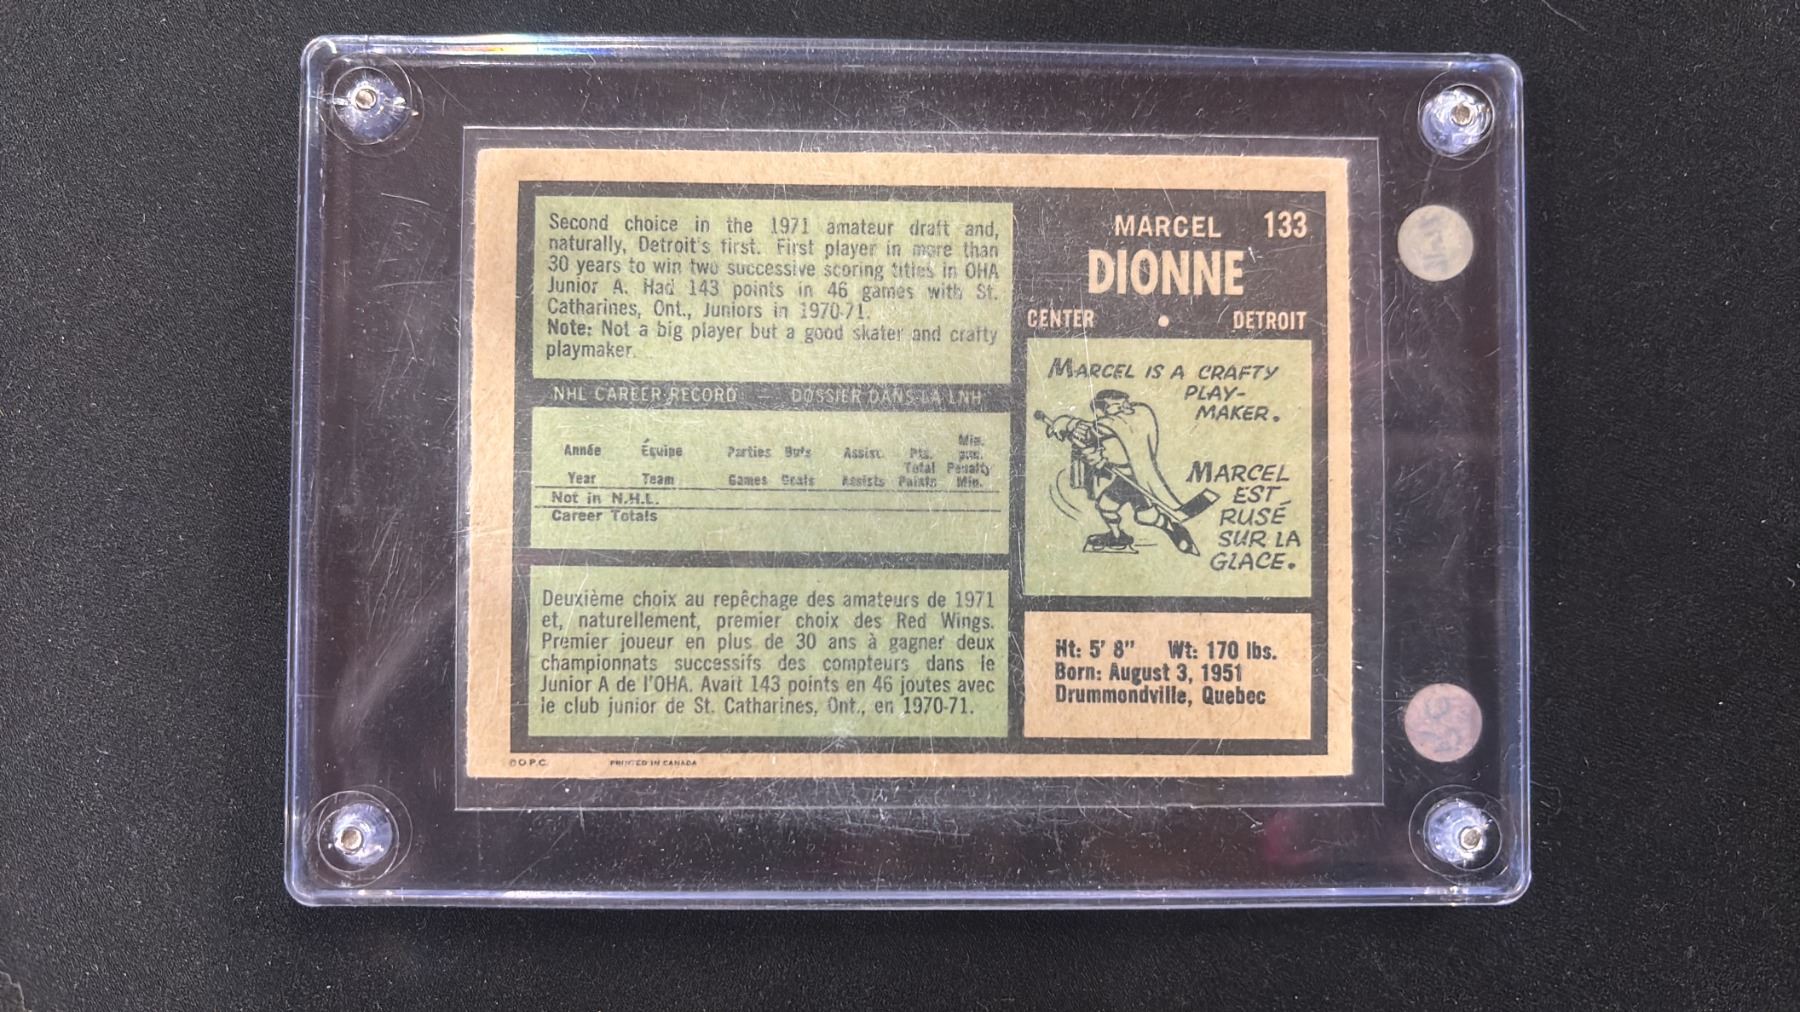 Second choice in the 1971 amateur draft and,
naturally, Detroit's first. First player in more than
30 years to win two successive scoring titles in OHA
Junior A. Had 143 points in 46 games with St.
Catharines, Ont., Juniors in 1970-71.
Note: Not a big player but a good skater and crafty
playmaker.
NHL CAREER RECORD — DOSSIER DANS LA LNH
Année Équipe Parties Buts Assist. Pts. Min. pun.
Year Team Games Goals Assists Total Points Penalty Min.
Not in N.H.L.
Career Totals
Deuxième choix au repêchage des amateurs de 1971
et, naturellement, premier choix des Red Wings.
Premier joueur en plus de 30 ans à gagner deux
championnats successifs des compteurs dans le
Junior A de l'OHA. Avait 143 points en 46 joutes avec
le club junior de St. Catharines, Ont., en 1970-71.
©O.P.C. PRINTED IN CANADA
MARCEL 133
DIONNE
CENTER • DETROIT
MARCEL IS A CRAFTY
PLAY-
MAKER.
MARCEL
EST
RUSÉ
SUR LA
GLACE.
Ht: 5' 8" Wt: 170 lbs.
Born: August 3, 1951
Drummondville, Quebec